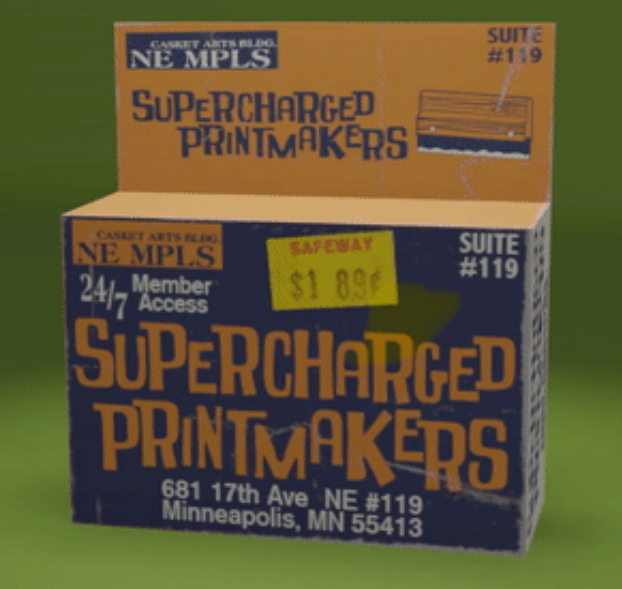 CASKET ARTS BLDG.
NE MPLS
SUITE
#119
SUPERCHARGED
PRINTMAKERS
CASKET ARTS BLDG.
NE MPLS
SAFEWAY
$1 89¢
SUITE
#119
24/7 Member
Access
SUPERCHARGED
PRINTMAKERS
681 17th Ave NE #119
Minneapolis, MN 55413